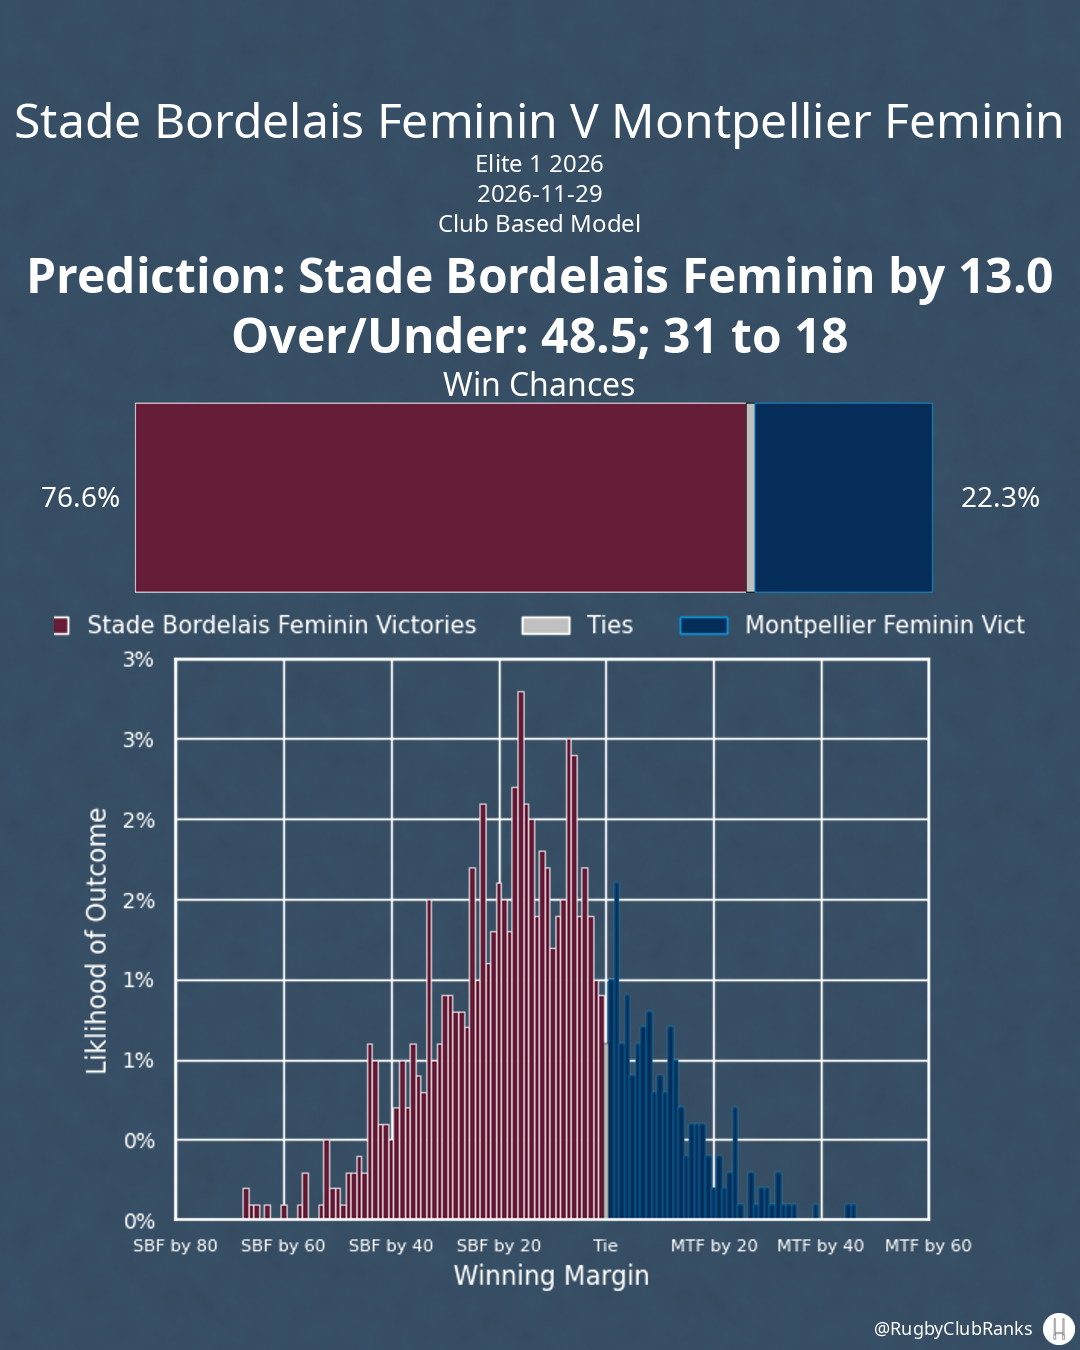 Stade Bordelais Feminin V Montpellier Feminin
Elite 1 2026
2026-11-29
Club Based Model
Prediction: Stade Bordelais Feminin by 13.0
Over/Under: 48.5; 31 to 18
Win Chances
76.6%
22.3%
Stade Bordelais Feminin Victories Ties Montpellier Feminin Vict
3%
3%
2%
2%
1%
1%
0%
0%
Liklihood of Outcome
SBF by 80 SBF by 60 SBF by 40 SBF by 20 Tie MTF by 20 MTF by 40 MTF by 60
Winning Margin
@RugbyClubRanks